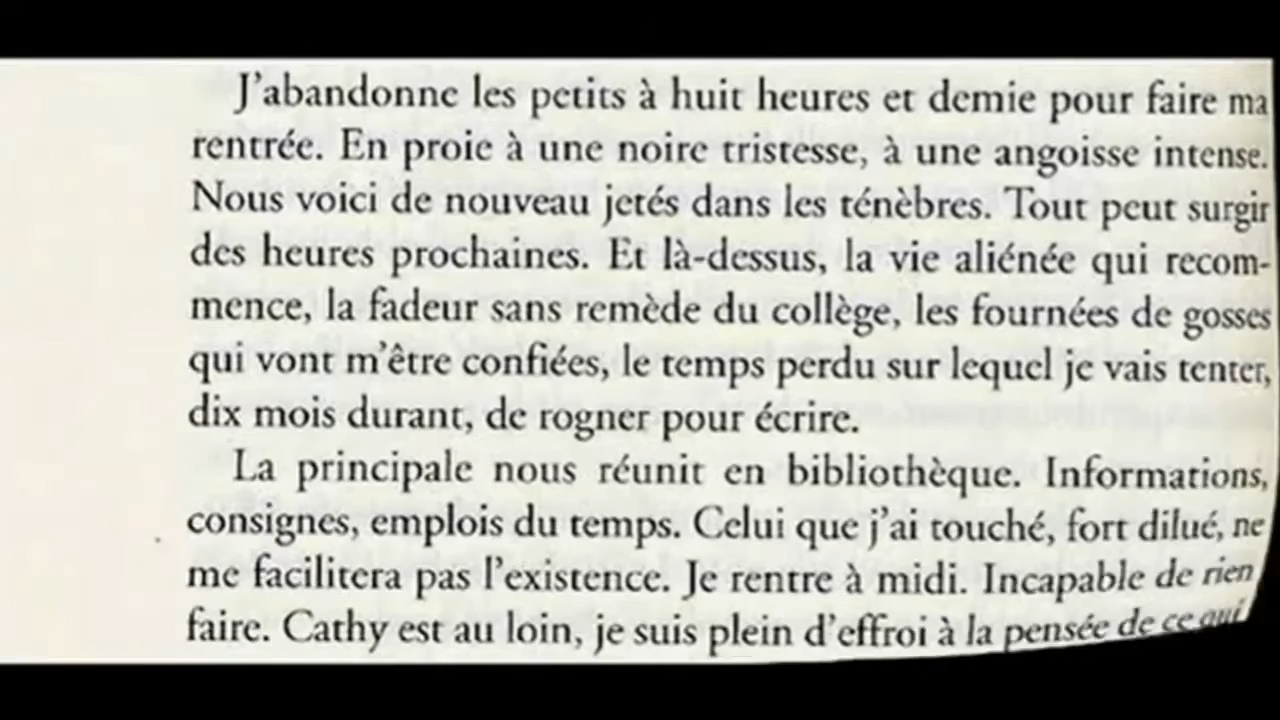 J'abandonne les petits à huit heures et demie pour faire ma
rentrée. En proie à une noire tristesse, à une angoisse intense.
Nous voici de nouveau jetés dans les ténèbres. Tout peut surgir
des heures prochaines. Et là-dessus, la vie aliénée qui recom-
mence, la fadeur sans remède du collège, les fournées de gosses
qui vont m'être confiées, le temps perdu sur lequel je vais tenter,
dix mois durant, de rogner pour écrire.
La principale nous réunit en bibliothèque. Informations,
consignes, emplois du temps. Celui que j'ai touché, fort dilué, ne
me facilitera pas l'existence. Je rentre à midi. Incapable de rien
faire. Cathy est au loin, je suis plein d'effroi à la pensée de ce qui